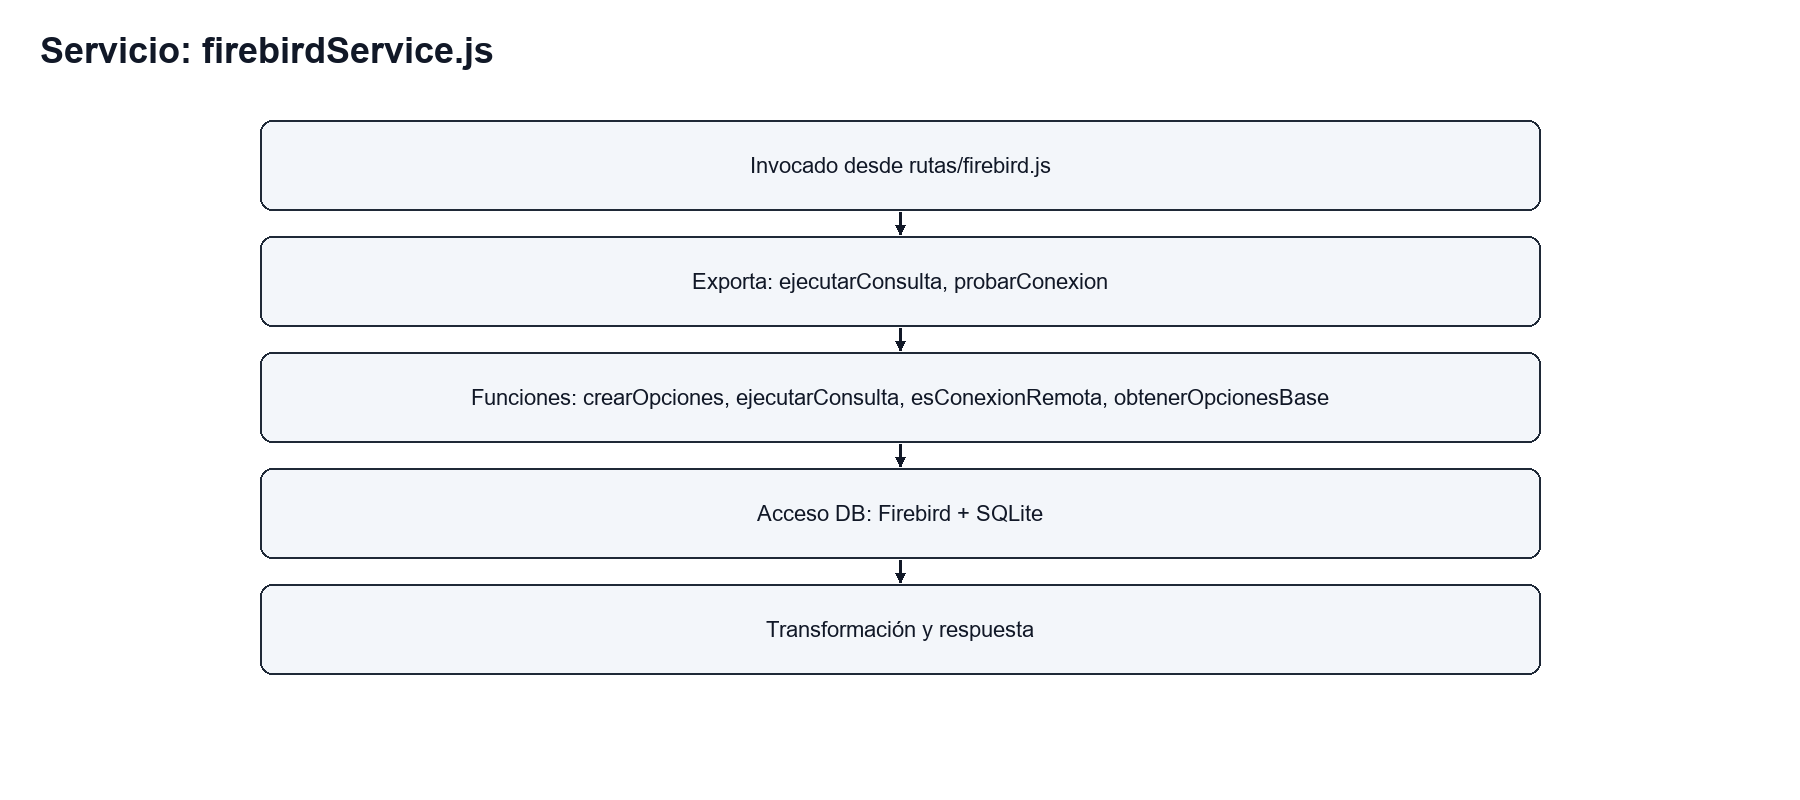 Servicio: firebirdService.js
Invocado desde rutas/firebird.js
Exporta: ejecutarConsulta, probarConexion
Funciones: crearOpciones, ejecutarConsulta, esConexionRemota, obtenerOpcionesBase
Acceso DB: Firebird + SQLite
Transformación y respuesta